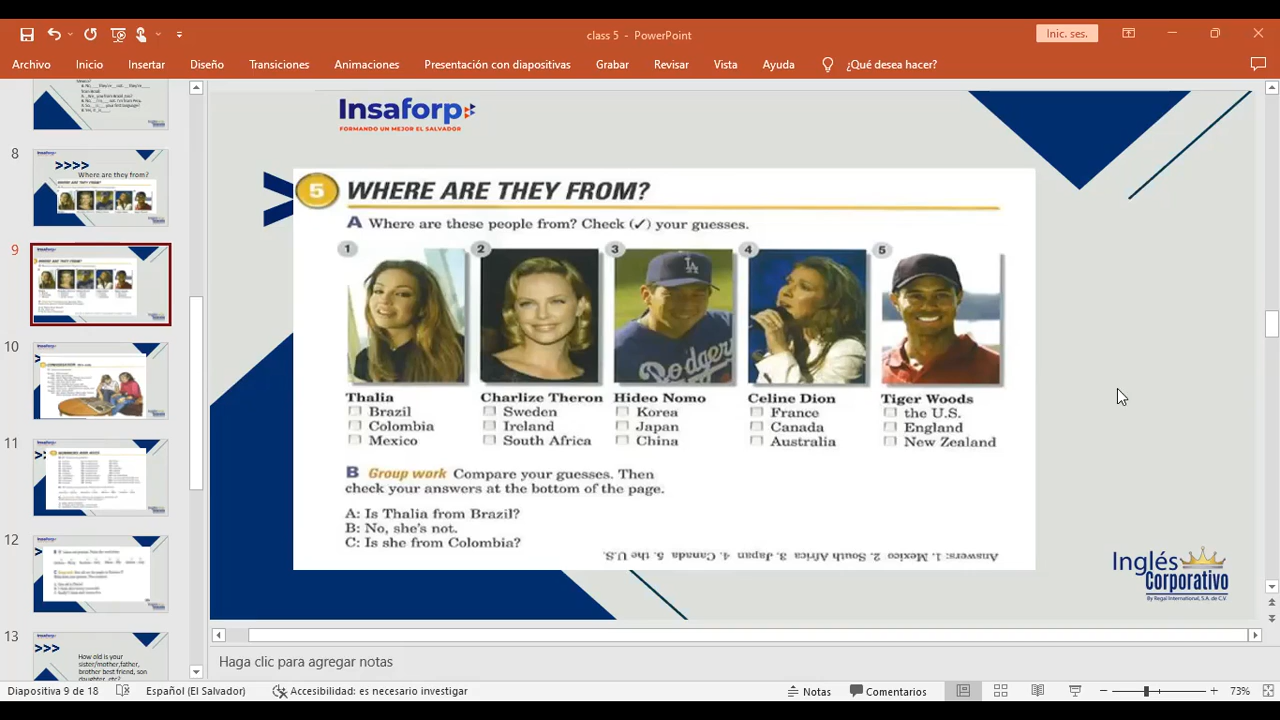 class 5 - PowerPoint
Inic. ses.
Archivo Inicio Insertar Diseño Transiciones Animaciones Presentación con diapositivas Grabar Revisar Vista Ayuda ¿Qué desea hacer?
8
Where are they from?
9
10
11
12
13
How old is your
sister/mother,father,
brother best friend, son
Insaforp
FORMANDO UN MEJOR EL SALVADOR
5 WHERE ARE THEY FROM?
A Where are these people from? Check (✓) your guesses.
1 2 3 4 5
Dodgers
Thalia Charlize Theron Hideo Nomo Celine Dion Tiger Woods
Brazil Sweden Korea France the U.S.
Colombia Ireland Japan Canada England
Mexico South Africa China Australia New Zealand
B Group work Compare your guesses. Then
check your answers at the bottom of the page.
A: Is Thalia from Brazil?
B: No, she's not.
C: Is she from Colombia?
Answers: 1. Mexico 2. South Africa 3. Japan 4. Canada 5. the U.S.
Inglés
Corporativo
By Regal International, S.A. de C.V.
Haga clic para agregar notas
Diapositiva 9 de 18 Español (El Salvador) Accesibilidad: es necesario investigar Notas Comentarios 73%